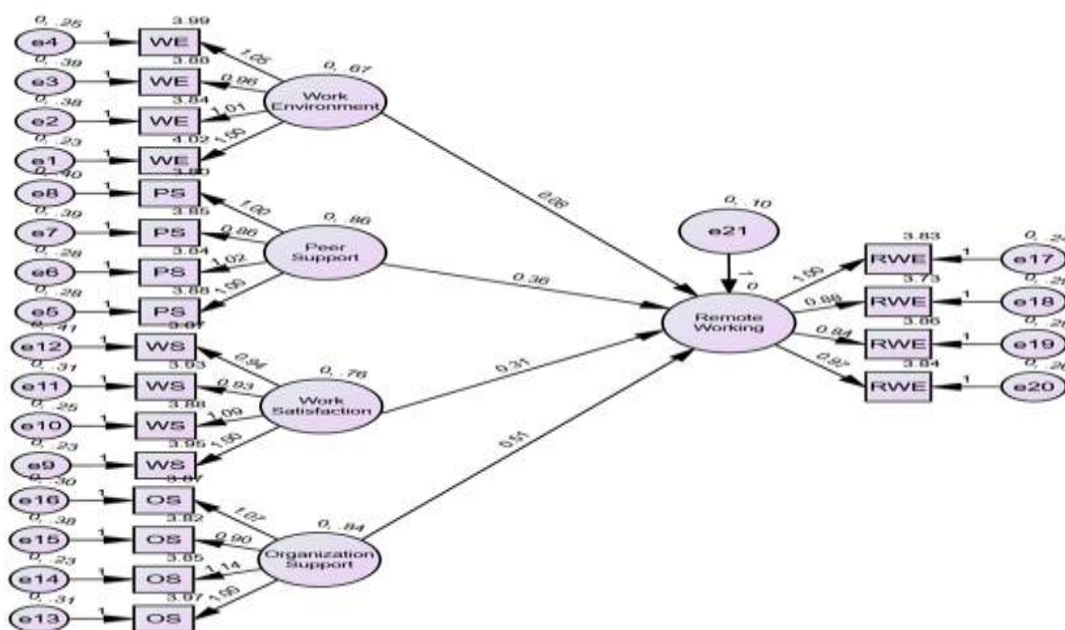 0, .25
3.99
e4
1
WE
1.05
0, .39
3.88
e3
1
WE
0.96
0, .38
3.84
e2
1
WE
1.01
0, .23
4.02
e1
1
WE
1.00
0, .67
Work
Environment
0.08
0, .40
3.80
e8
1
PS
1.00
0, .39
3.85
e7
1
PS
0.86
0, .28
3.84
e6
1
PS
1.02
0, .28
3.88
e5
1
PS
1.00
0, .86
Peer
Support
0.36
0, .41
e12
1
WS
0.94
0, .31
3.93
e11
1
WS
0.93
0, .25
3.88
e10
1
WS
1.09
0, .23
3.95
e9
1
WS
1.00
0, .76
Work
Satisfaction
0.31
0, .30
e16
1
OS
1.07
0, .38
3.82
e15
1
OS
0.90
0, .23
3.85
e14
1
OS
1.14
0, .31
3.97
e13
1
OS
1.00
0, .84
Organization
Support
0.51
0, .10
e21
1
0
Remote
Working
3.83
RWE
1.00
1
0, .24
e17
3.73
RWE
0.88
1
e18
3.86
RWE
0.84
1
e19
3.84
RWE
1
e20